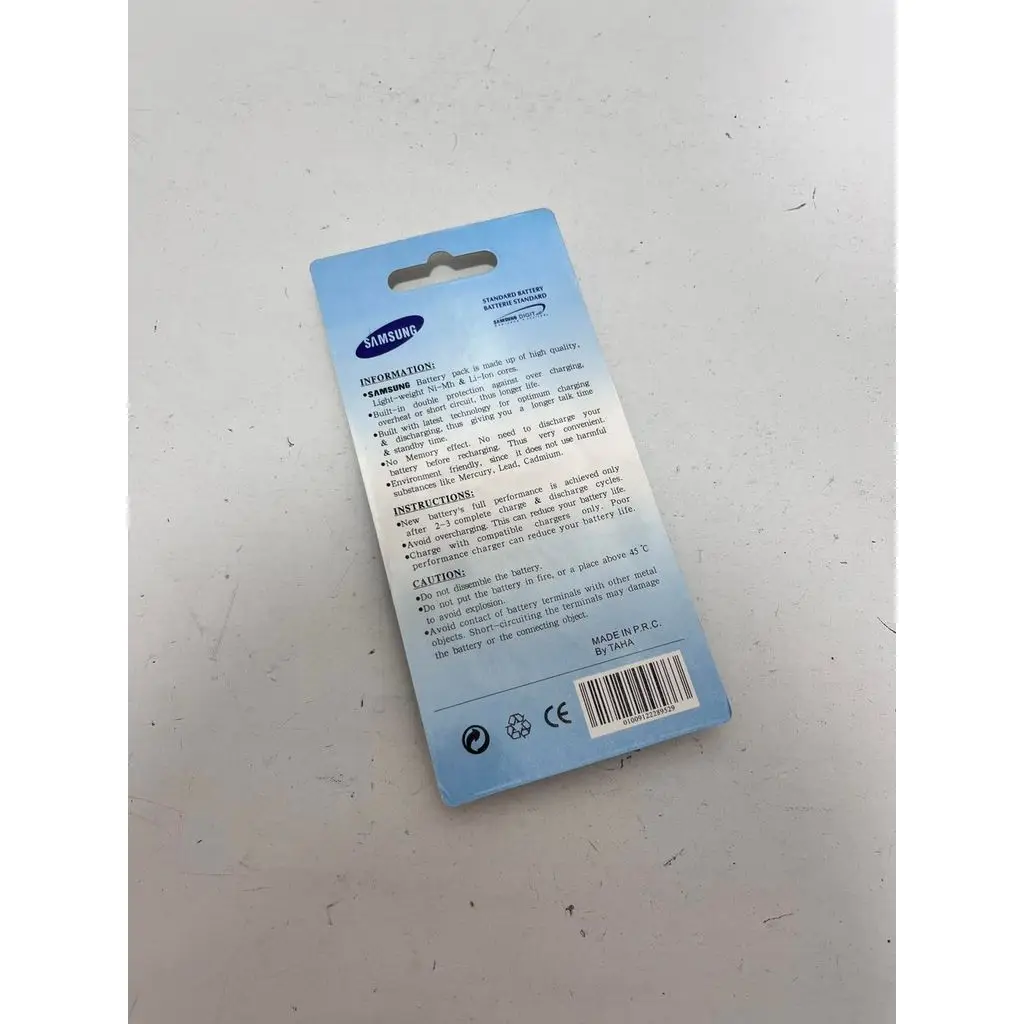 STANDARD BATTERY
BATTERIE STANDARD
SAMSUNG DIGIT
SAMSUNG
INFORMATION:
•SAMSUNG Battery pack is made up of high quality,
Light-weight Ni-Mh & Li-Ion cores.
•Built-in double protection against over charging,
overheat or short circuit, thus longer life.
•Built with latest technology for optimum charging
& discharging, thus giving you a longer talk time
& standby time.
•No Memory effect. No need to discharge your
battery before recharging. Thus very convenient.
•Environment friendly, since it does not use harmful
substances like Mercury, Lead, Cadmium.
INSTRUCTIONS:
•New battery's full performance is achieved only
after 2-3 complete charge & discharge cycles.
•Avoid overcharging. This can reduce your battery life.
•Charge with compatible chargers only. Poor
performance charger can reduce your battery life.
CAUTION:
•Do not dissemble the battery.
•Do not put the battery in fire, or a place above 45℃
to avoid explosion.
•Avoid contact of battery terminals with other metal
objects. Short-circuiting the terminals may damage
the battery or the connecting object.
MADE IN P.R.C.
By TAHA
CE
01009122289529